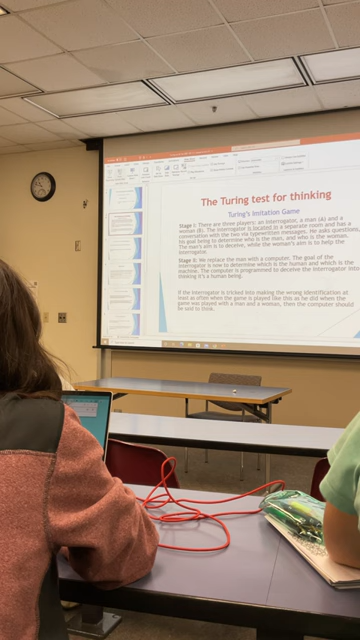 The Turing test for thinking
Turing's Imitation Game
Stage I: There are three players: an interrogator, a man (A) and a
woman (B). The interrogator is located in a separate room and has a
conversation with the two via typewritten messages. He asks questions,
his goal being to determine who is the man, and who is the woman.
The man's aim is to deceive, while the woman's aim is to help the
interrogator.
Stage II: We replace the man with a computer. The goal of the
interrogator is now to determine which is the human and which is the
machine. The computer is programmed to deceive the interrogator into
thinking it's a human being.
If the interrogator is tricked into making the wrong identification at
least as often when the game is played like this as he did when the
game was played with a man and a woman, then the computer should
be said to think.